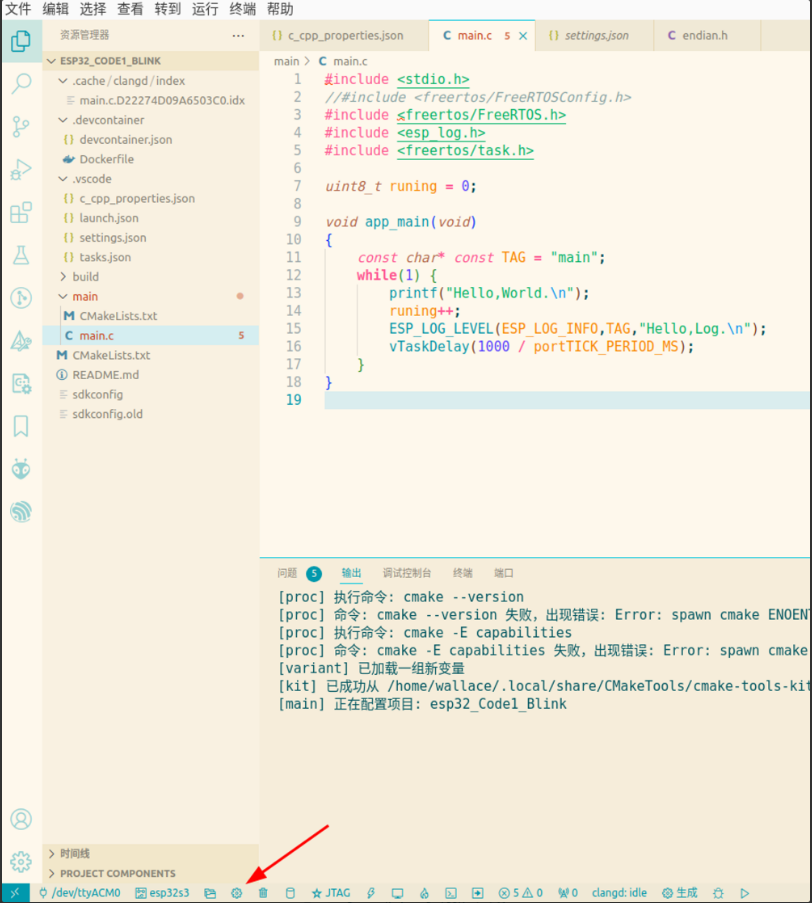 文件 编辑 选择 查看 转到 运行 终端 帮助
资源管理器
ESP32_CODE1_BLINK
.cache / clangd / index
main.c.D22274D09A6503C0.idx
.devcontainer
devcontainer.json
Dockerfile
.vscode
c_cpp_properties.json
launch.json
settings.json
tasks.json
build
main
CMakeLists.txt
main.c 5
CMakeLists.txt
README.md
sdkconfig
sdkconfig.old
时间线
PROJECT COMPONENTS
c_cpp_properties.json main.c 5 settings.json endian.h
main > C main.c
1 #include <stdio.h>
2 //#include <freertos/FreeRTOSConfig.h>
3 #include <freertos/FreeRTOS.h>
4 #include <esp_log.h>
5 #include <freertos/task.h>
6
7 uint8_t runing = 0;
8
9 void app_main(void)
10 {
11 const char* const TAG = "main";
12 while(1) {
13 printf("Hello,World.\n");
14 runing++;
15 ESP_LOG_LEVEL(ESP_LOG_INFO,TAG,"Hello,Log.\n");
16 vTaskDelay(1000 / portTICK_PERIOD_MS);
17 }
18 }
19
问题 5 输出 调试控制台 终端 端口
[proc] 执行命令: cmake --version
[proc] 命令: cmake --version 失败，出现错误: Error: spawn cmake ENOEN
[proc] 执行命令: cmake -E capabilities
[proc] 命令: cmake -E capabilities 失败，出现错误: Error: spawn cmake
[variant] 已加载一组新变量
[kit] 已成功从 /home/wallace/.local/share/CMakeTools/cmake-tools-kit
[main] 正在配置项目: esp32_Code1_Blink
/dev/ttyACM0 esp32s3 JTAG 5 0 0 clangd: idle 生成